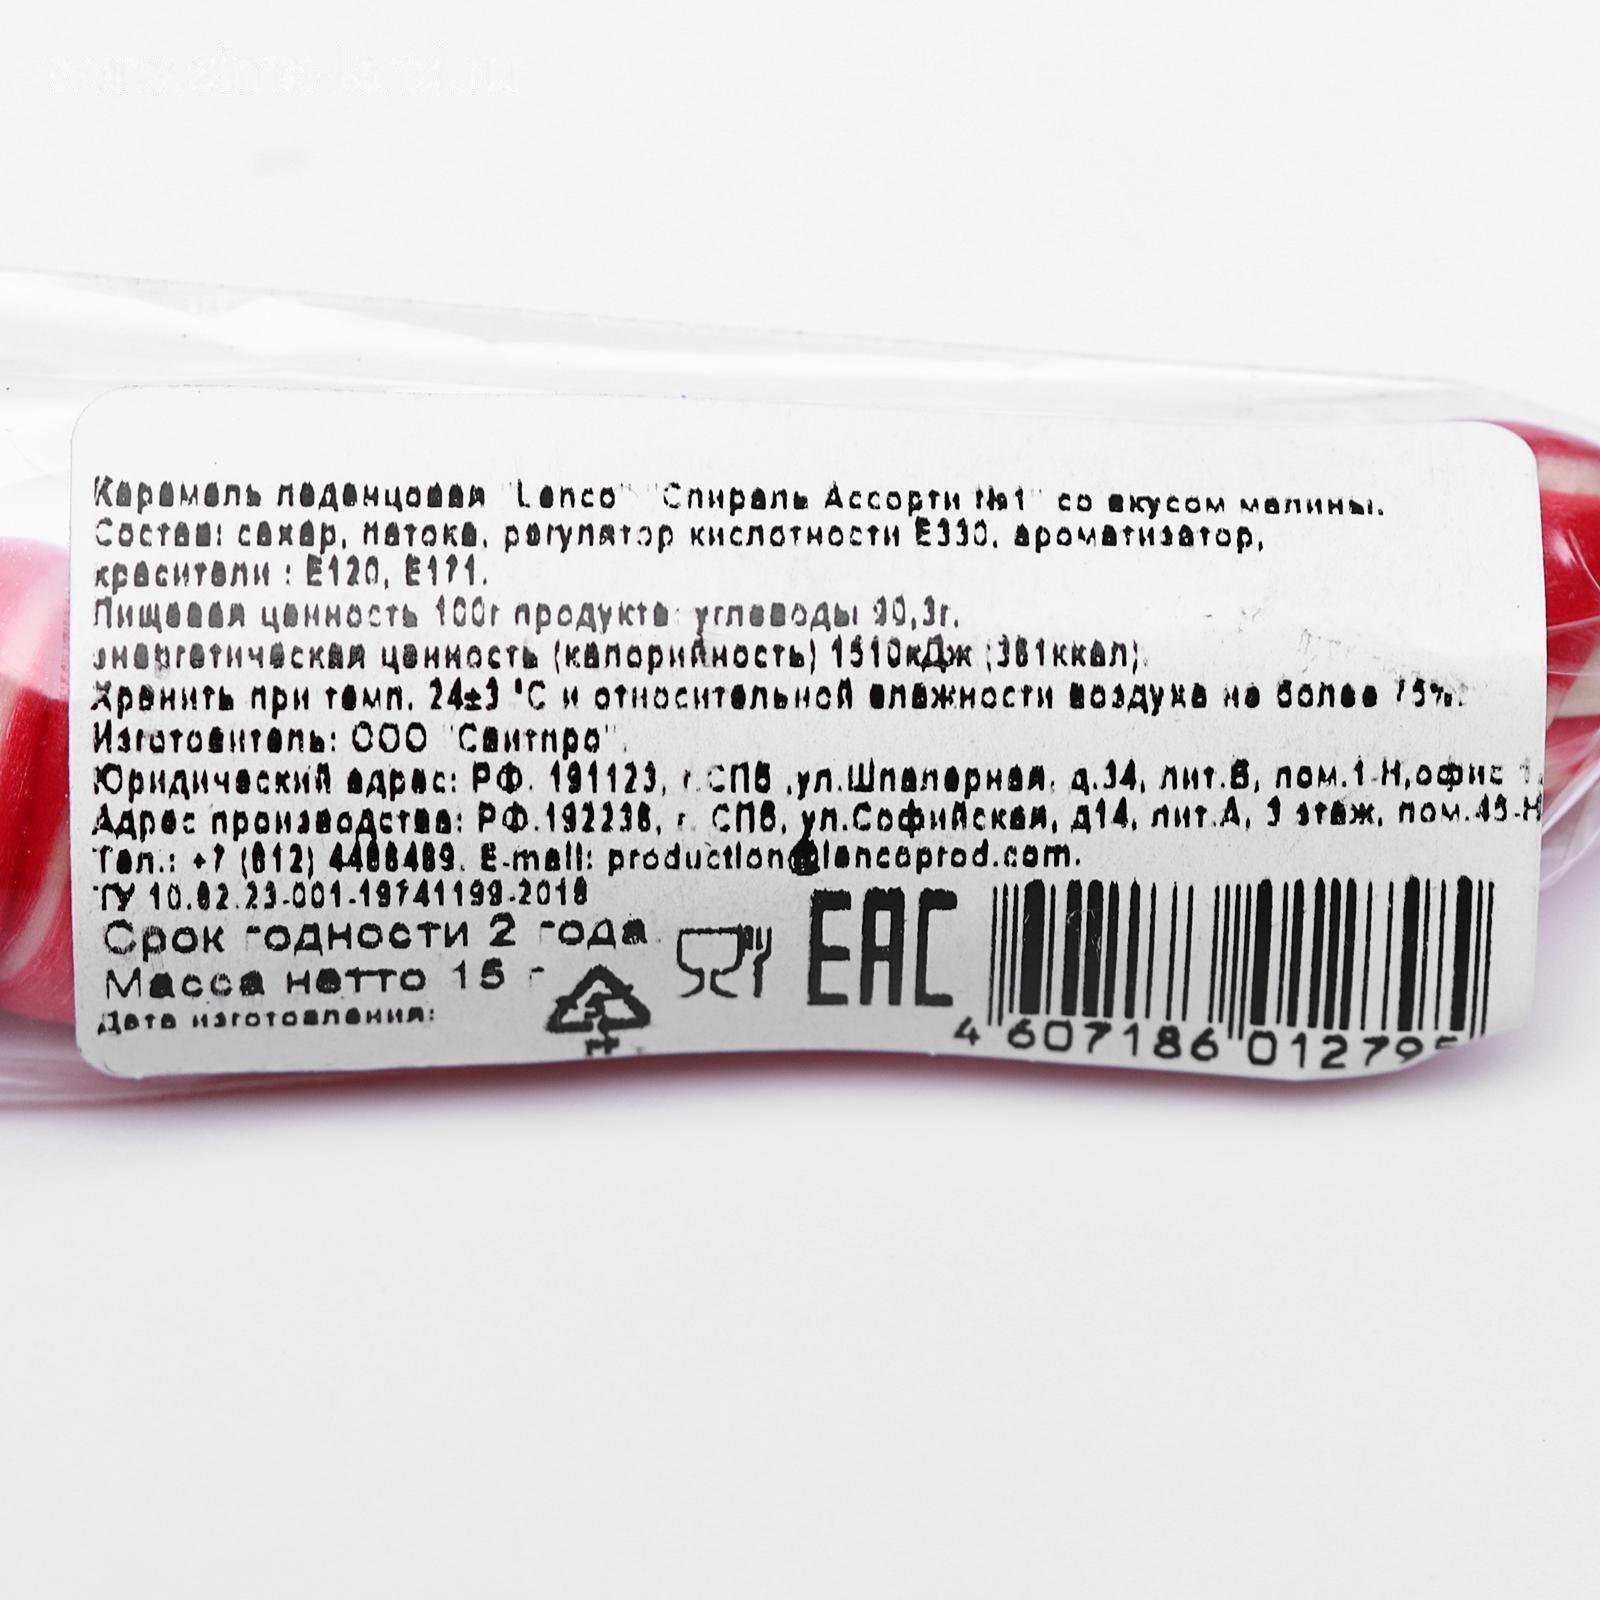 Карамель леденцовая "Lenco" "Спираль Ассорти №1" со вкусом малины.
Состав: сахар, патока, регулятор кислотности Е330, ароматизатор,
красители : Е120, Е171.
Пищевая ценность 100г продукта: углеводы 90,3г.
энергетическая ценность (калорийность) 1510кДж (361ккал).
Хранить при темп. 24±3 °С и относительной влажности воздуха не более 75%.
Изготовитель: ООО "Свитпро".
Юридический адрес: РФ. 191123, г.СПб ,ул.Шпалерная, д.34, лит.Б, пом.1-Н,офис 1.
Адрес производства: РФ.192236, г. СПб, ул.Софийская, д14, лит.А, 3 этаж, пом.45-Н
Тел.: +7 (812) E-mail: production@lencoprod.com.
ТУ 10.82.23-001-19741199-2018
Срок годности 2 года.
Масса нетто 15 г
EAC
Дата изготовления:
5
PP
4 607186 012795